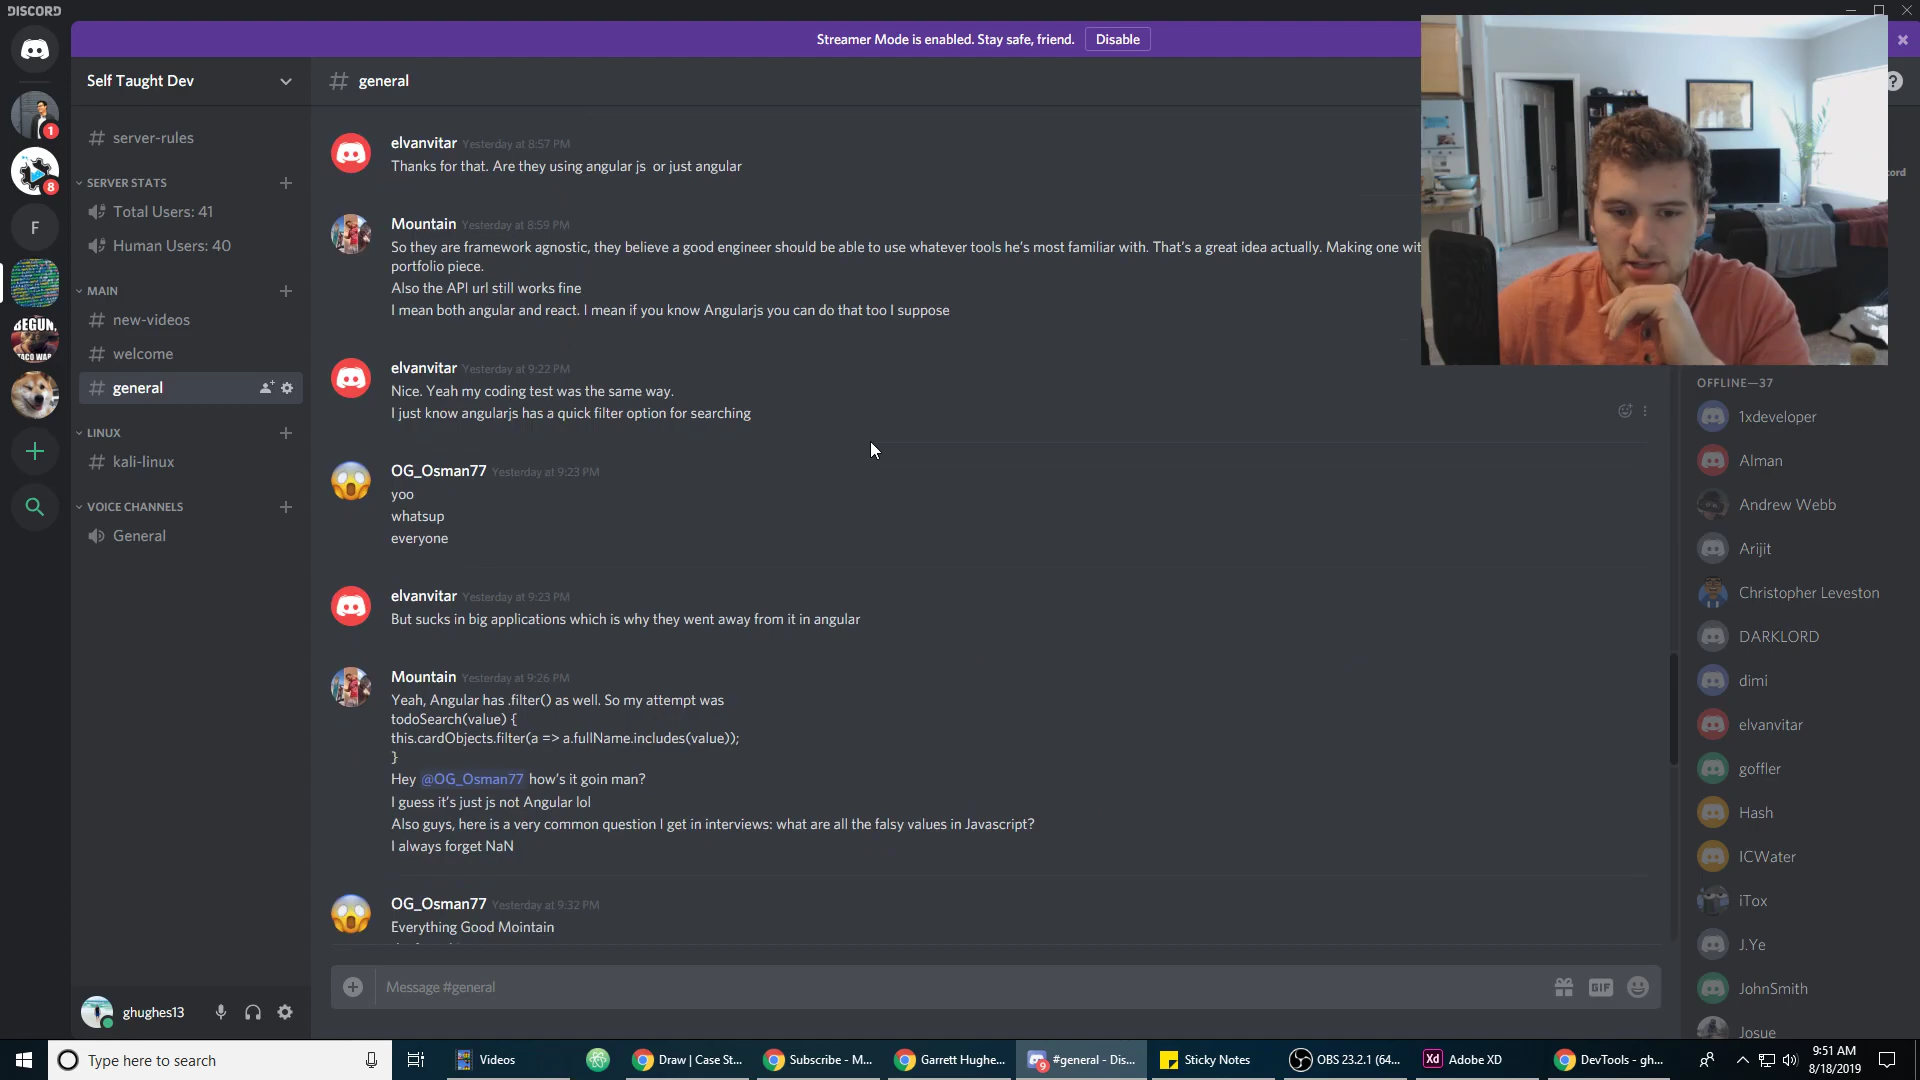 DISCORD
Streamer Mode is enabled. Stay safe, friend.
Disable
Self Taught Dev
general
server-rules
SERVER STATS
Total Users: 41
Human Users: 40
MAIN
new-videos
welcome
general
LINUX
kali-linux
VOICE CHANNELS
General
1
8
F
BEGUN,
TACO WAR
elvanvitar Yesterday at 8:57 PM
Thanks for that. Are they using angular js or just angular
Mountain Yesterday at 8:59 PM
So they are framework agnostic, they believe a good engineer should be able to use whatever tools he's most familiar with. That's a great idea actually. Making one wit
portfolio piece.
Also the API url still works fine
I mean both angular and react. I mean if you know Angularjs you can do that too I suppose
elvanvitar Yesterday at 9:22 PM
Nice. Yeah my coding test was the same way.
I just know angularjs has a quick filter option for searching
OG_Osman77 Yesterday at 9:23 PM
yoo
whatsup
everyone
elvanvitar Yesterday at 9:23 PM
But sucks in big applications which is why they went away from it in angular
Mountain Yesterday at 9:26 PM
Yeah, Angular has .filter() as well. So my attempt was
todoSearch(value) {
this.cardObjects.filter(a => a.fullName.includes(value));
}
Hey @OG_Osman77 how's it goin man?
I guess it's just js not Angular lol
Also guys, here is a very common question I get in interviews: what are all the falsy values in Javascript?
I always forget NaN
OG_Osman77 Yesterday at 9:32 PM
Everything Good Mointain
Message #general
GIF
ord
OFFLINE—37
1xdeveloper
Alman
Andrew Webb
Arijit
Christopher Leveston
DARKLORD
dimi
elvanvitar
goffler
Hash
ICWater
iTox
J.Ye
JohnSmith
Josue
ghughes13
Type here to search
Videos
Draw | Case St...
Subscribe - M...
Garrett Hughe...
9
#general - Dis...
Sticky Notes
OBS 23.2.1 (64...
Xd
Adobe XD
DevTools - gh...
9:51 AM
8/18/2019